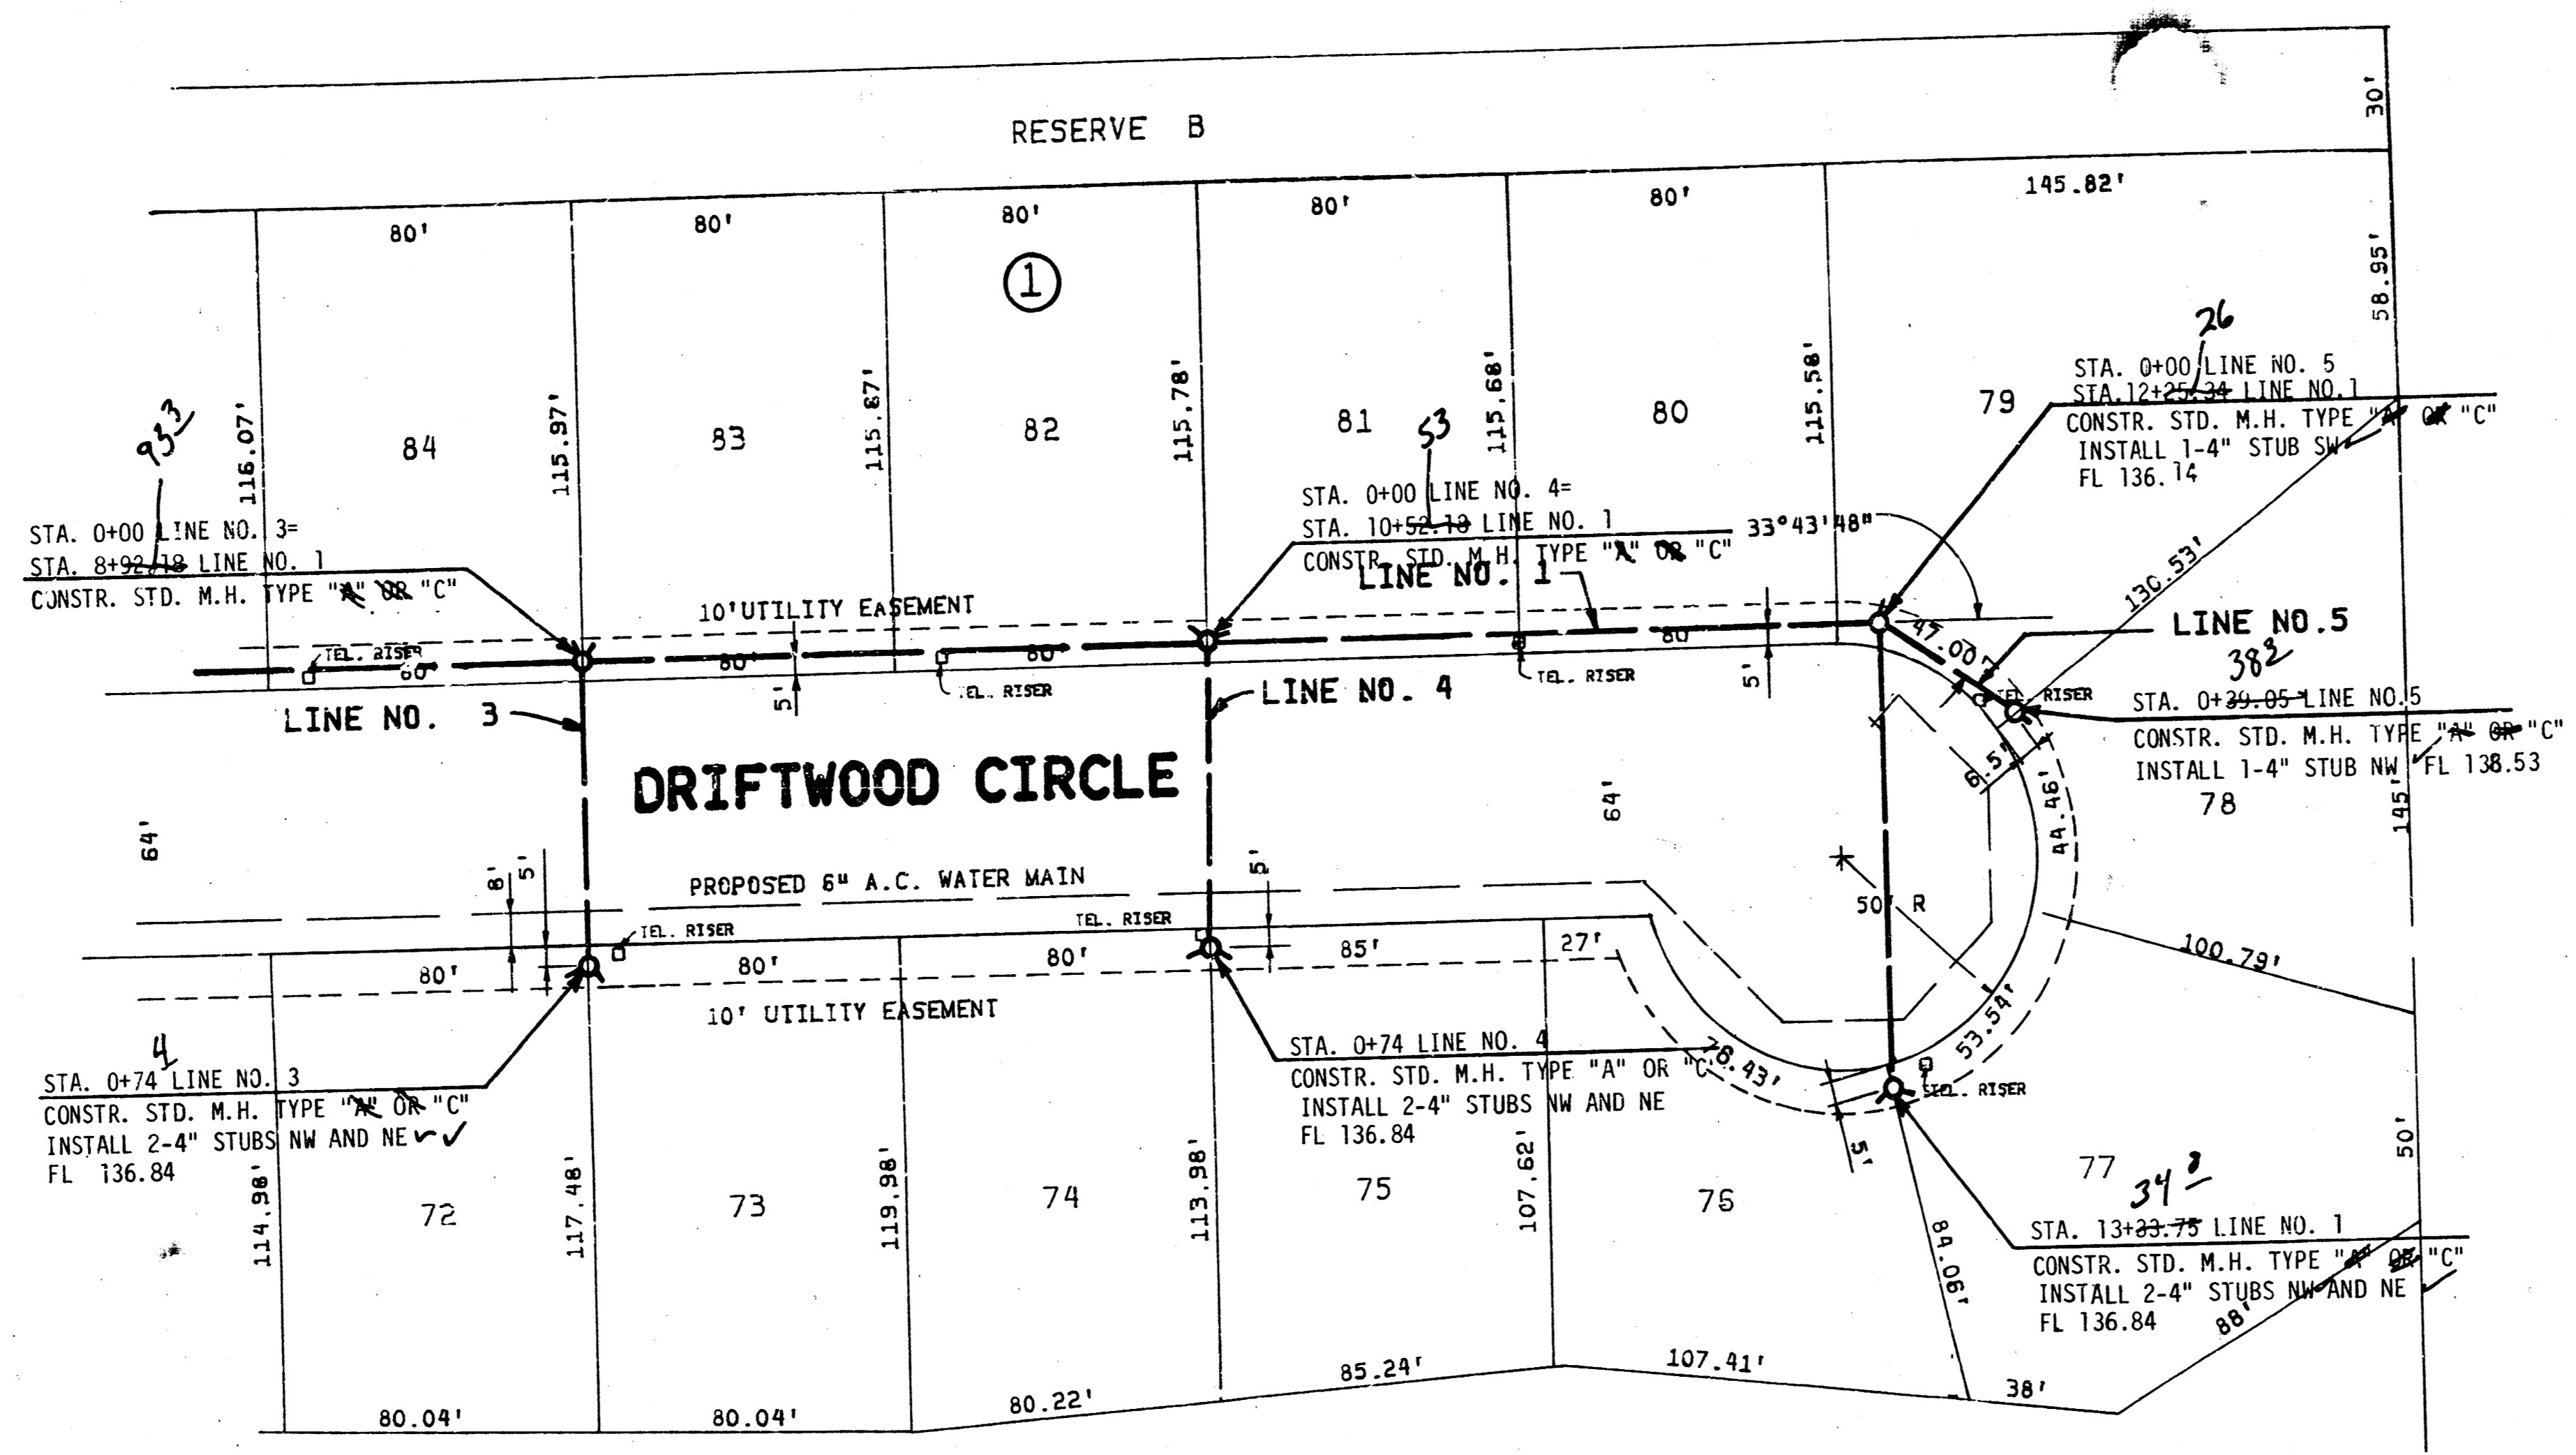 30'
RESERVE B
145.82'
80'
80'
80'
80'
80'
1
58.95'
26
STA. 0+00 LINE NO. 5
STA. 12+25.34 LINE NO. 1
CONSTR. STD. M.H. TYPE "A" OR "C"
INSTALL 1-4" STUB SW
FL 136.14
116.07'
115.97'
115.87'
115.78'
115.68'
115.58'
84
83
82
81
80
79
933
STA. 0+00 LINE NO. 3=
STA. 8+92.18 LINE NO. 1
CONSTR. STD. M.H. TYPE "A" OR "C"
53
STA. 0+00 LINE NO. 4=
STA. 10+52.18 LINE NO. 1
CONSTR. STD. M.H. TYPE "A" OR "C"
33°43'48"
LINE NO. 1
130.53'
10' UTILITY EASEMENT
TEL. RISER
80'
80'
80'
5'
TEL. RISER
TEL. RISER
5'
47.00'
LINE NO.5
382
TEL. RISER
STA. 0+39.05 LINE NO.5
CONSTR. STD. M.H. TYPE "A" OR "C"
INSTALL 1-4" STUB NW FL 138.53
LINE NO. 3
LINE NO. 4
DRIFTWOOD CIRCLE
6.5'
44.46'
78
145'
64'
64'
8'
5'
PROPOSED 6" A.C. WATER MAIN
5'
50' R
TEL. RISER
TEL. RISER
80'
80'
80'
85'
27'
100.79'
10' UTILITY EASEMENT
53.54'
76.43'
4
STA. 0+74 LINE NO. 3
CONSTR. STD. M.H. TYPE "A" OR "C"
INSTALL 2-4" STUBS NW AND NE
FL 136.84
STA. 0+74 LINE NO. 4
CONSTR. STD. M.H. TYPE "A" OR "C"
INSTALL 2-4" STUBS NW AND NE
FL 136.84
TEL. RISER
5'
50'
77
114.98'
117.48'
119.98'
113.98'
107.62'
84.06'
72
73
74
75
76
34
STA. 13+33.75 LINE NO. 1
CONSTR. STD. M.H. TYPE "A" OR "C"
INSTALL 2-4" STUBS NW AND NE
FL 136.84
88'
80.04'
80.04'
80.22'
85.24'
107.41'
38'